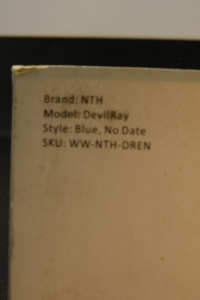 Brand: NTH
Model: DevilRay
Style: Blue, No Date
SKU: WW-NTH-DREN